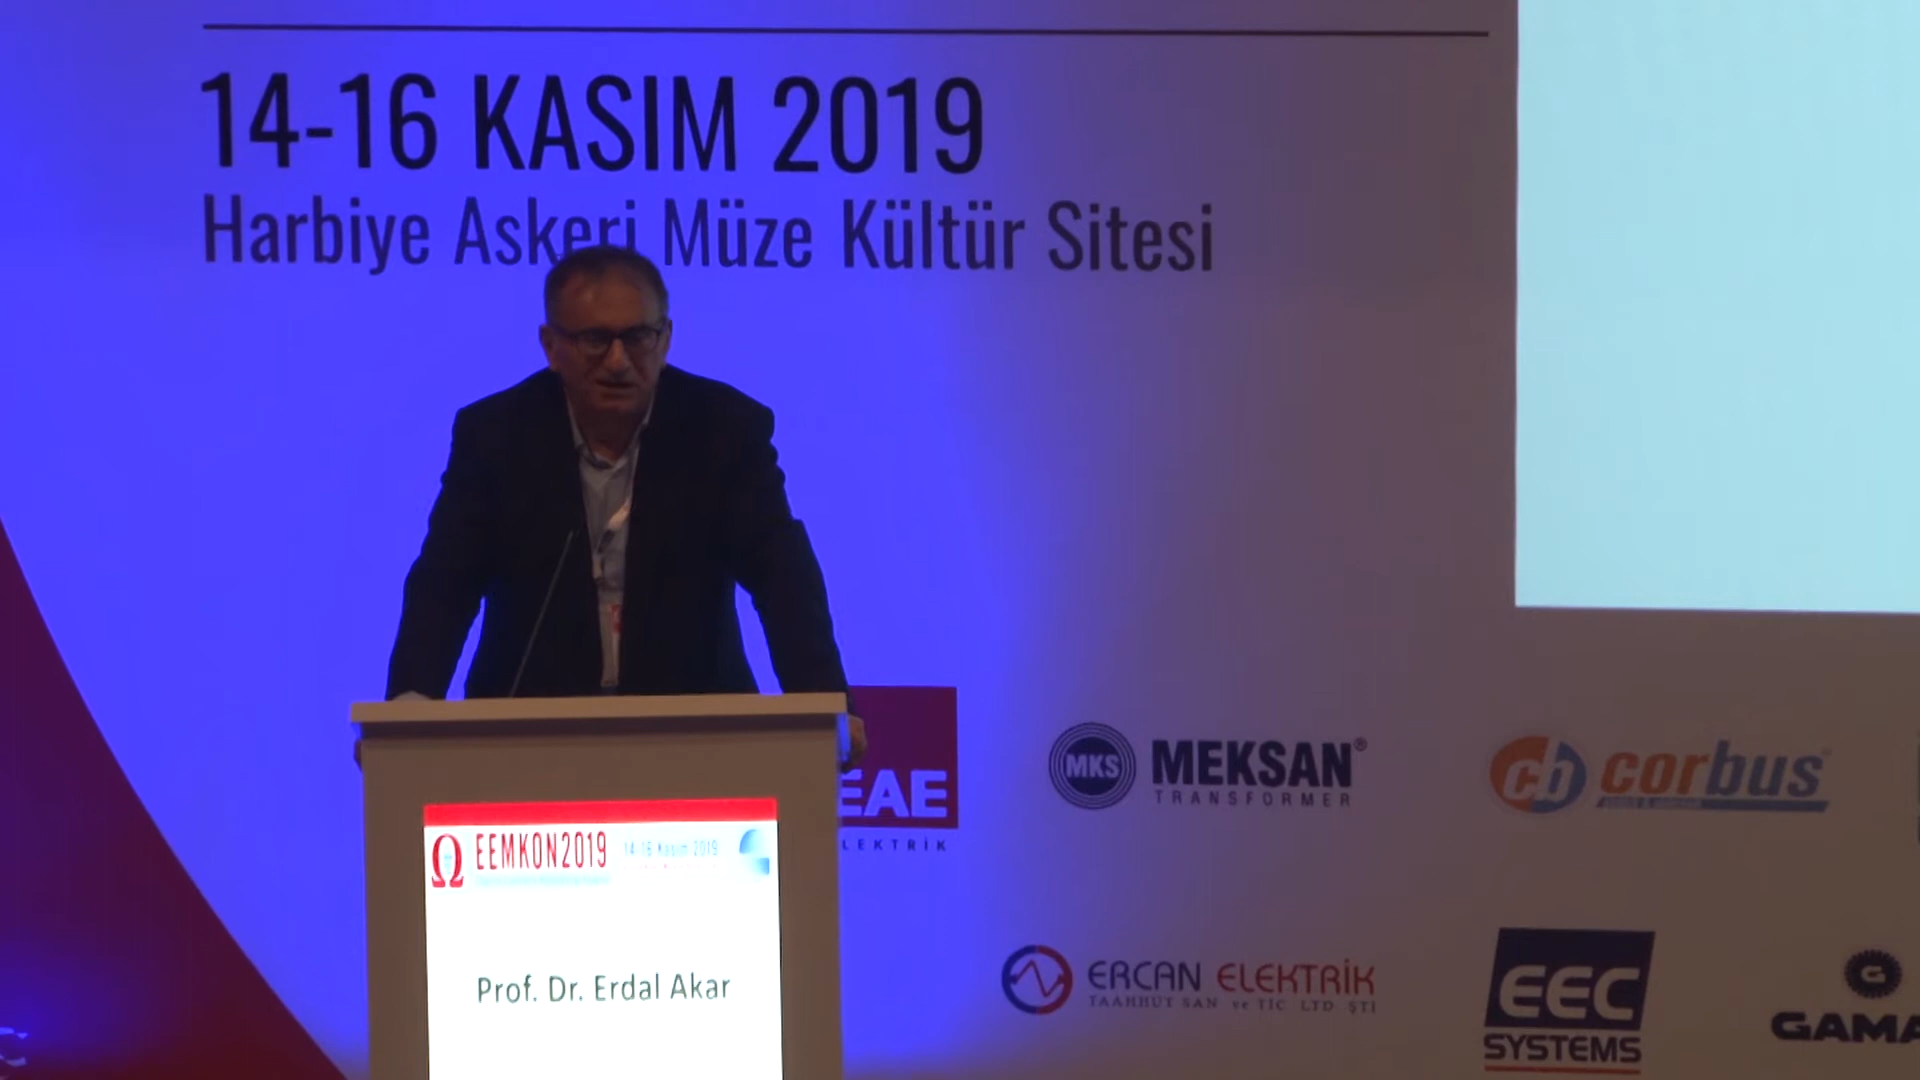 14-16 KASIM 2019
Harbiye Askeri Müze Kültür Sitesi
EAE
LEKTRİK
MKS
MEKSAN®
TRANSFORMER
cb corbus
EEMKON2019 14-16 Kasım 2019
Prof. Dr. Erdal Akar
ERCAN ELEKTRİK
TAAHHÜT SAN ve TİC LTD ŞTİ
EEC
SYSTEMS
G
GAMA